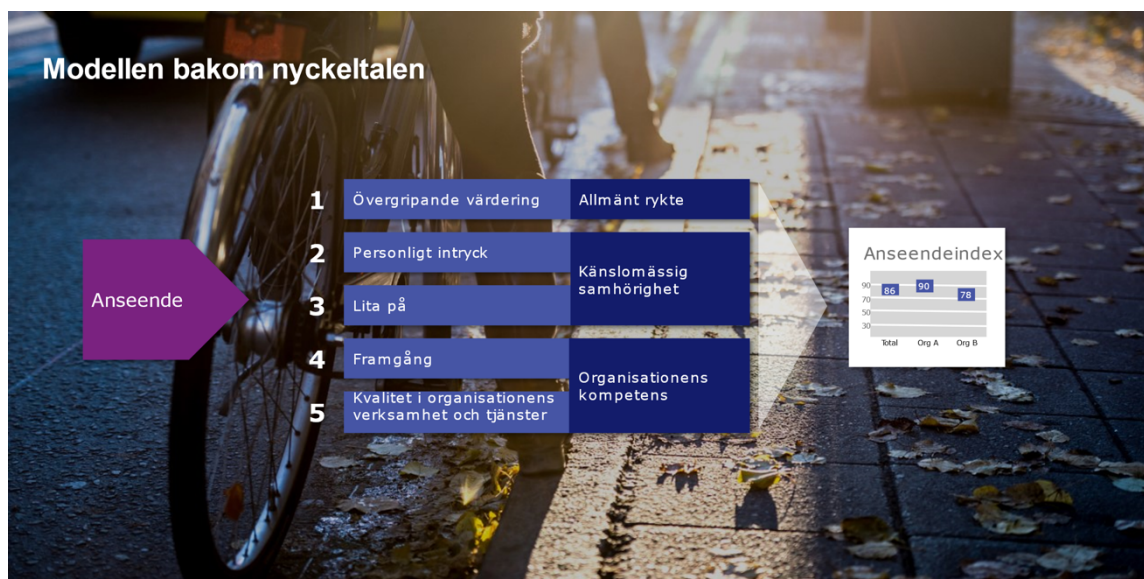 Modellen bakom nyckeltalen
Anseende
1
Övergripande värdering
Allmänt rykte
2
Personligt intryck
Känslomässig
samhörighet
3
Lita på
4
Framgång
Organisationens
kompetens
5
Kvalitet i organisationens
verksamhet och tjänster
Anseendeindex
90
70
50
30
86
90
78
Total
Org A
Org B